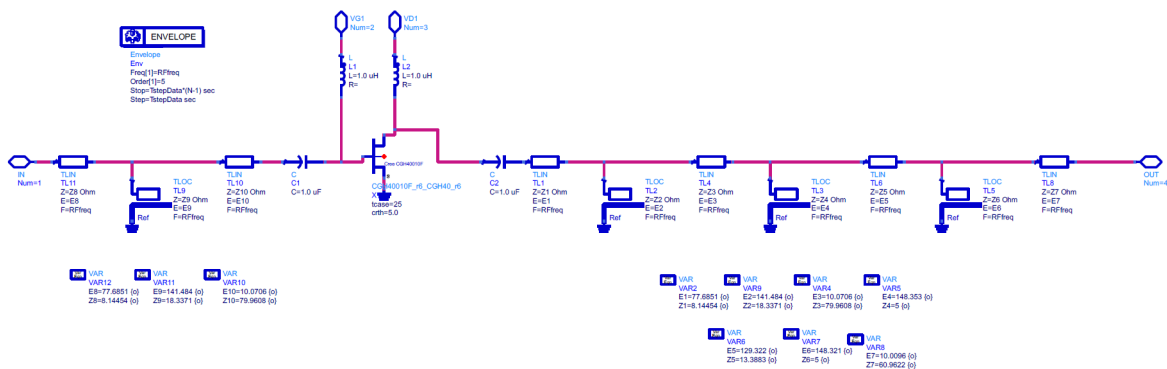 ENVELOPE
Envelope
Env
Freq[1]=RFfreq
Order[1]=5
Stop=TstepData*(N-1) sec
Step=TstepData sec
VG1
Num=2
VD1
Num=3
L
L1
L=1.0 uH
R=
L
L2
L=1.0 uH
R=
IN
Num=1
TLIN
TL11
Z=Z8 Ohm
E=E8
F=RFfreq
TLOC
TL9
Z=Z9 Ohm
E=E9
F=RFfreq
Ref
TLIN
TL10
Z=Z10 Ohm
E=E10
F=RFfreq
C
C1
C=1.0 uF
Cree CGH40010F
CGH40010F_r6_CGH40_r6
tcase=25
crth=5.0
C
C2
C=1.0 uF
TLIN
TL1
Z=Z1 Ohm
E=E1
F=RFfreq
TLOC
TL2
Z=Z2 Ohm
E=E2
F=RFfreq
Ref
TLIN
TL4
Z=Z3 Ohm
E=E3
F=RFfreq
TLOC
TL3
Z=Z4 Ohm
E=E4
F=RFfreq
Ref
TLIN
TL6
Z=Z5 Ohm
E=E5
F=RFfreq
TLOC
TL5
Z=Z6 Ohm
E=E6
F=RFfreq
Ref
TLIN
TL8
Z=Z7 Ohm
E=E7
F=RFfreq
OUT
Num=4
VAR
VAR12
E8=77.6851 {o}
Z8=8.14454 {o}
VAR
VAR11
E9=141.484 {o}
Z9=18.3371 {o}
VAR
VAR10
E10=10.0706 {o}
Z10=79.9608 {o}
VAR
VAR2
E1=77.6851 {o}
Z1=8.14454 {o}
VAR
VAR9
E2=141.484 {o}
Z2=18.3371 {o}
VAR
VAR4
E3=10.0706 {o}
Z3=79.9608 {o}
VAR
VAR5
E4=148.353 {o}
Z4=5 {o}
VAR
VAR6
E5=129.322 {o}
Z5=13.3883 {o}
VAR
VAR7
E6=148.321 {o}
Z6=5 {o}
VAR
VAR8
E7=10.0096 {o}
Z7=60.9622 {o}